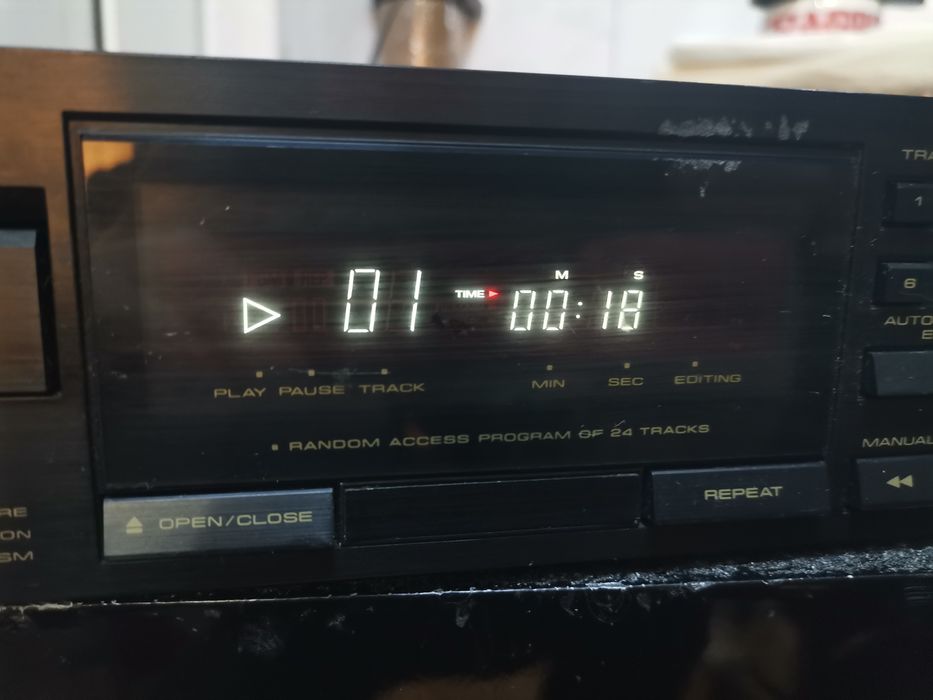 TRA
1
M S
▷ 01 TIME ▶ 00:18
6
AUTO
E
PLAY PAUSE TRACK MIN SEC EDITING
RANDOM ACCESS PROGRAM OF 24 TRACKS
MANUAL
⏏ OPEN/CLOSE
REPEAT
◀◀
RE
ON
SM